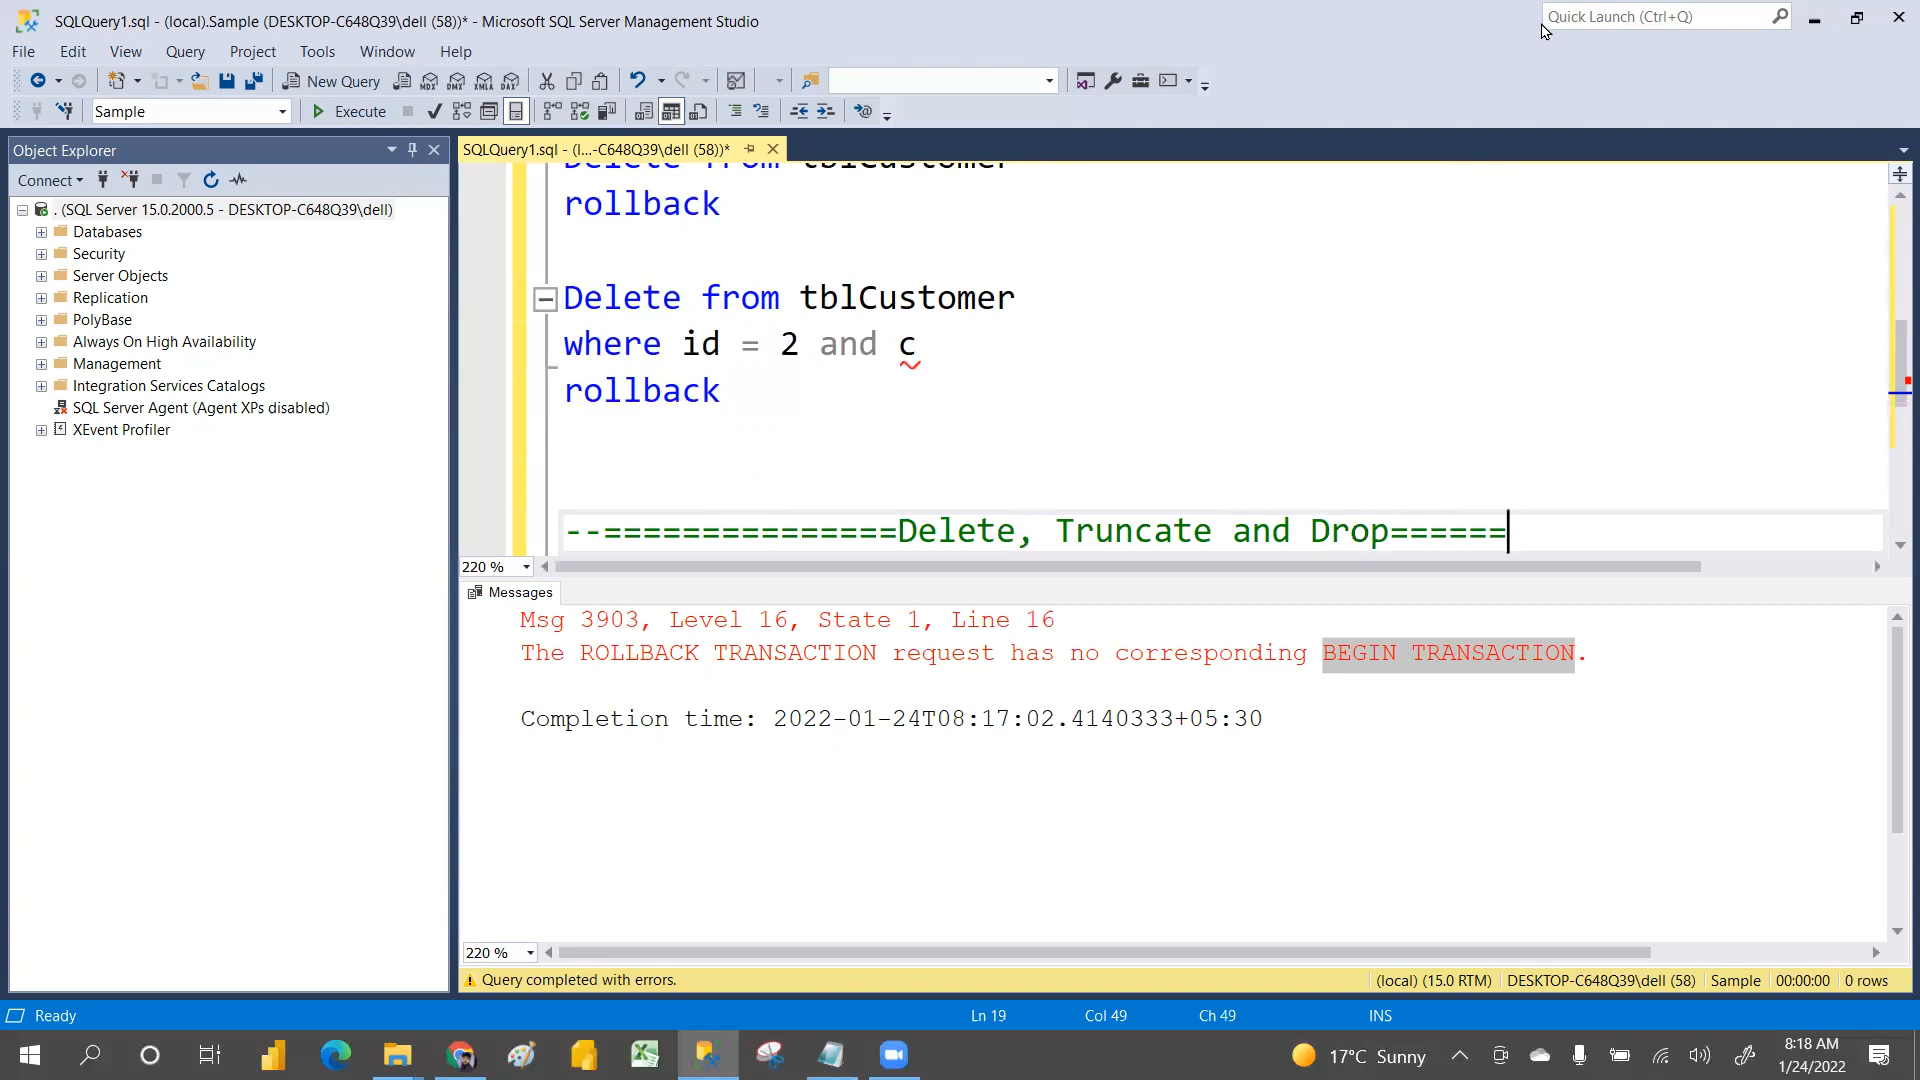 SQLQuery1.sql - (local).Sample (DESKTOP-C648Q39\dell (58))* - Microsoft SQL Server Management Studio
Quick Launch (Ctrl+Q)
File Edit View Query Project Tools Window Help
New Query
MDX DMX XMLA DAX
Sample
Execute
Object Explorer
SQLQuery1.sql - (l...-C648Q39\dell (58))*
Connect
. (SQL Server 15.0.2000.5 - DESKTOP-C648Q39\dell)
Databases
Security
Server Objects
Replication
PolyBase
Always On High Availability
Management
Integration Services Catalogs
SQL Server Agent (Agent XPs disabled)
XEvent Profiler
Delete from tblCustomer
rollback
Delete from tblCustomer
where id = 2 and c
rollback
--===============Delete, Truncate and Drop======
220 %
Messages
Msg 3903, Level 16, State 1, Line 16
The ROLLBACK TRANSACTION request has no corresponding BEGIN TRANSACTION.
Completion time: 2022-01-24T08:17:02.4140333+05:30
220 %
Query completed with errors.
(local) (15.0 RTM) DESKTOP-C648Q39\dell (58) Sample 00:00:00 0 rows
Ready
Ln 19 Col 49 Ch 49 INS
17°C Sunny
8:18 AM
1/24/2022